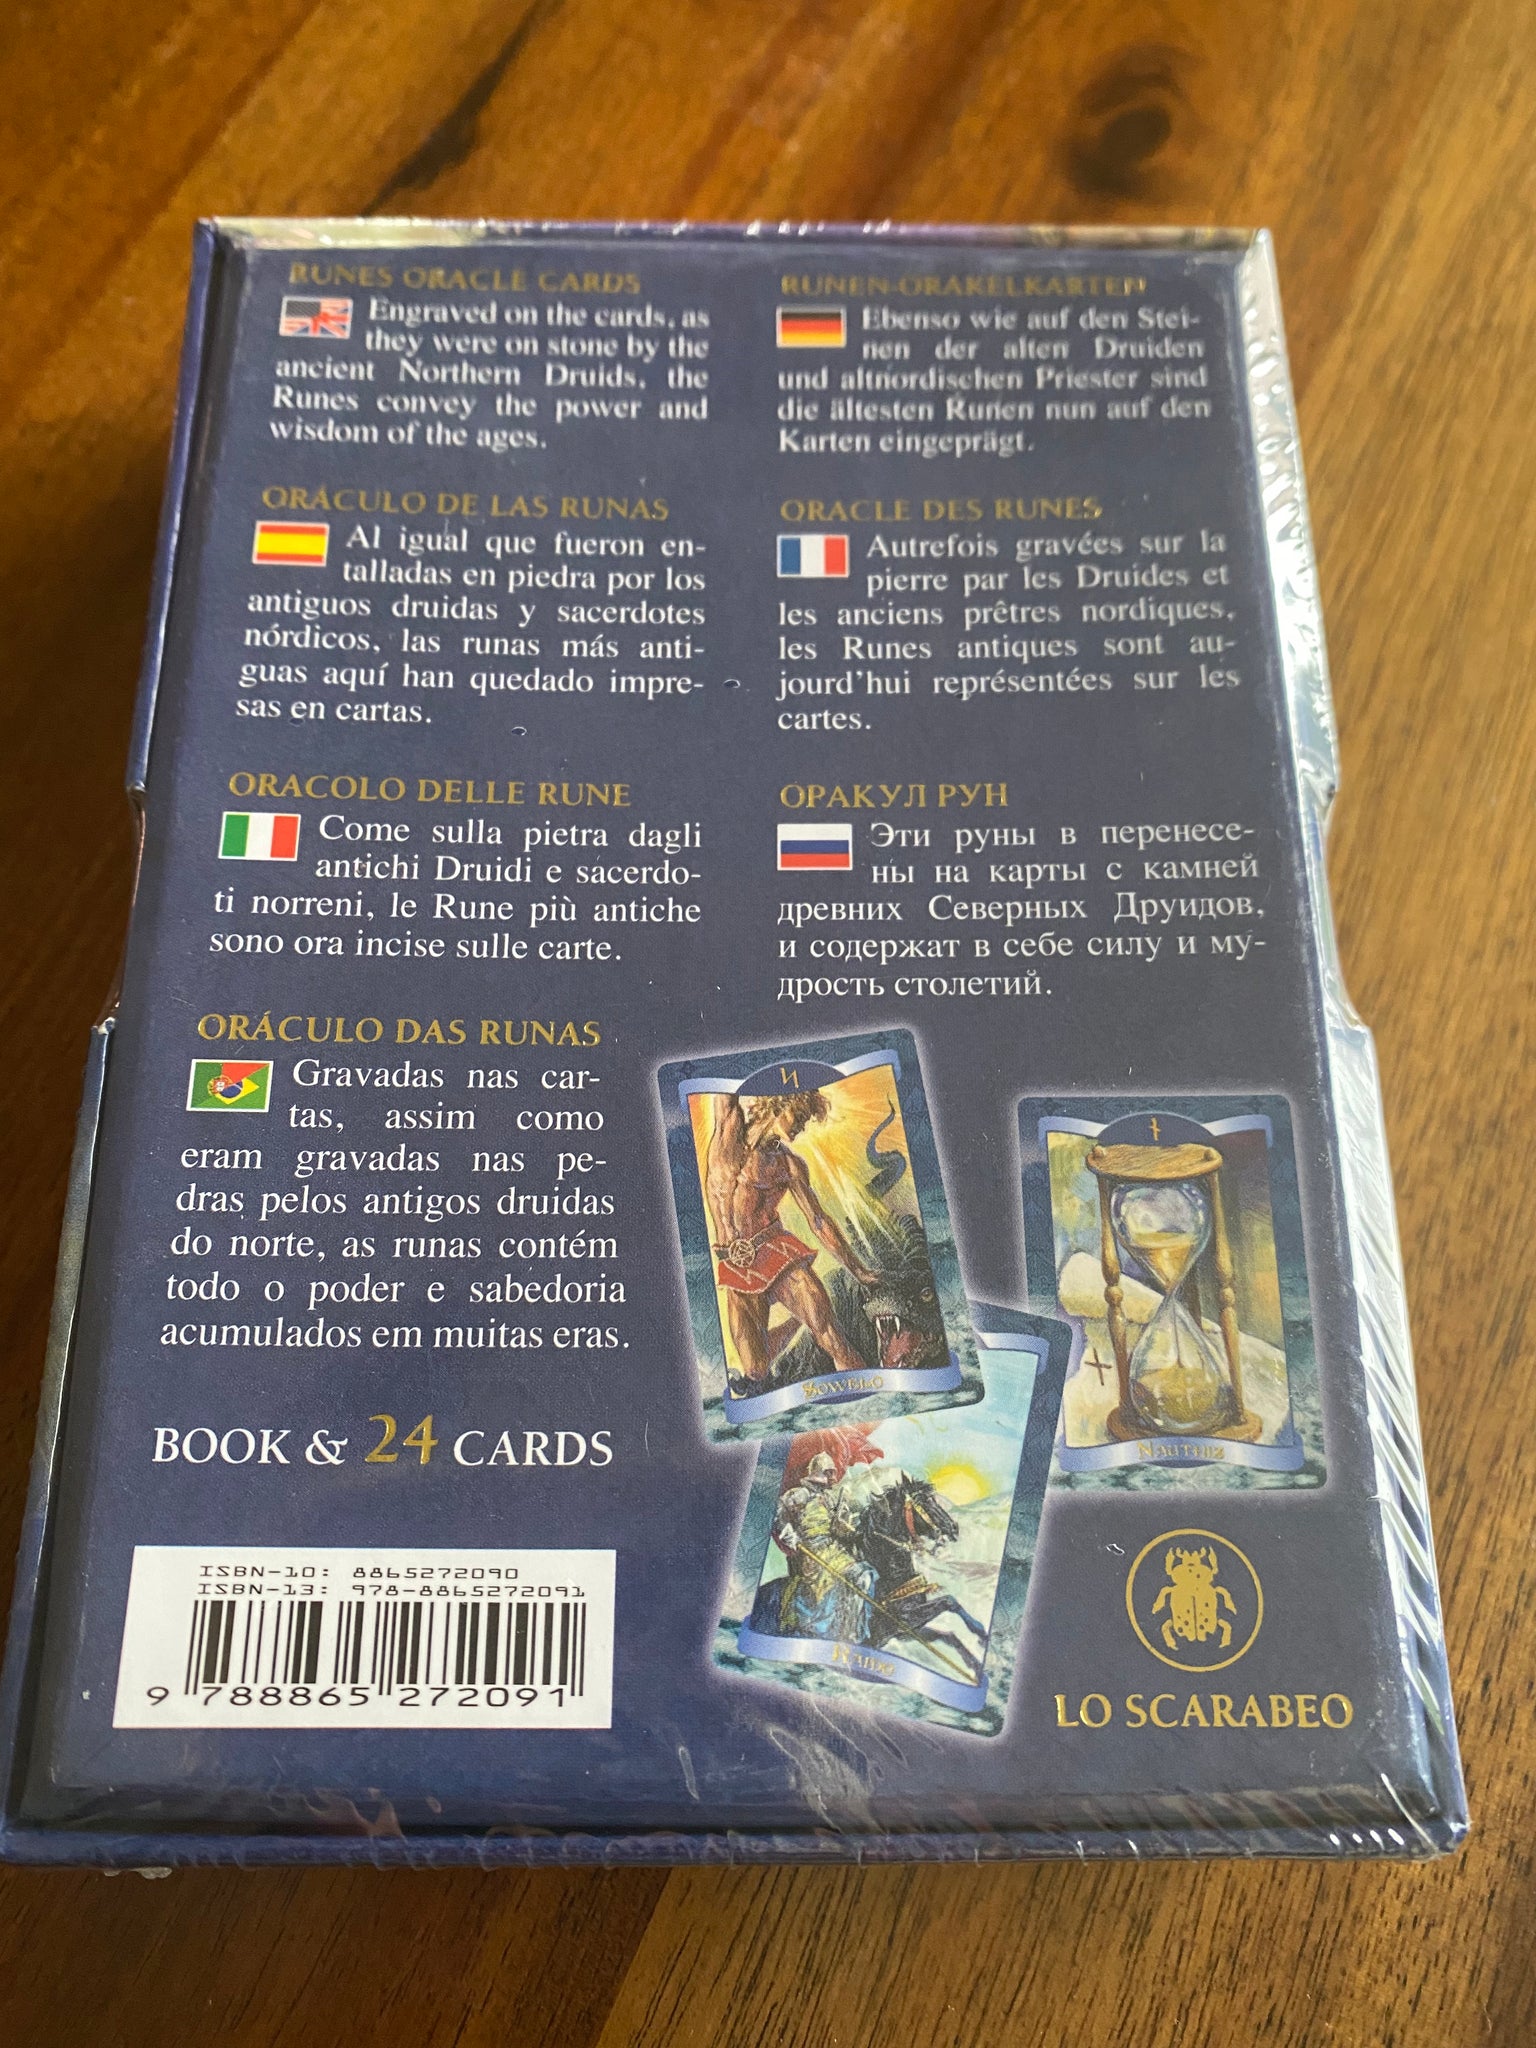 RUNES ORACLE CARDS
Engraved on the cards, as
they were on stone by the
ancient Northern Druids, the
Runes convey the power and
wisdom of the ages.
RUNEN-ORAKELKARTEN
Ebenso wie auf den Stei-
nen der alten Druiden
und altnordischen Priester sind
die ältesten Runen nun auf den
Karten eingeprägt.
ORÁCULO DE LAS RUNAS
Al igual que fueron en-
talladas en piedra por los
antiguos druidas y sacerdotes
nórdicos, las runas más anti-
guas aquí han quedado impre-
sas en cartas.
ORACLE DES RUNES
Autrefois gravées sur la
pierre par les Druides et
les anciens prêtres nordiques,
les Runes antiques sont au-
jourd'hui représentées sur les
cartes.
ORACOLO DELLE RUNE
Come sulla pietra dagli
antichi Druidi e sacerdo-
ti norreni, le Rune più antiche
sono ora incise sulle carte.
ОРАКУЛ РУН
Эти руны в перенесе-
ны на карты с камней
древних Северных Друидов,
и содержат в себе силу и му-
дрость столетий.
ORÁCULO DAS RUNAS
Gravadas nas car-
tas, assim como
eram gravadas nas pe-
dras pelos antigos druidas
do norte, as runas contém
todo o poder e sabedoria
acumulados em muitas eras.
BOOK & 24 CARDS
ᛋ
SOWELO
ᚾ
NAUTHIZ
RAIDO
ISBN-10: 8865272090
ISBN-13: 978-8865272091
9 788865 272091
LO SCARABEO